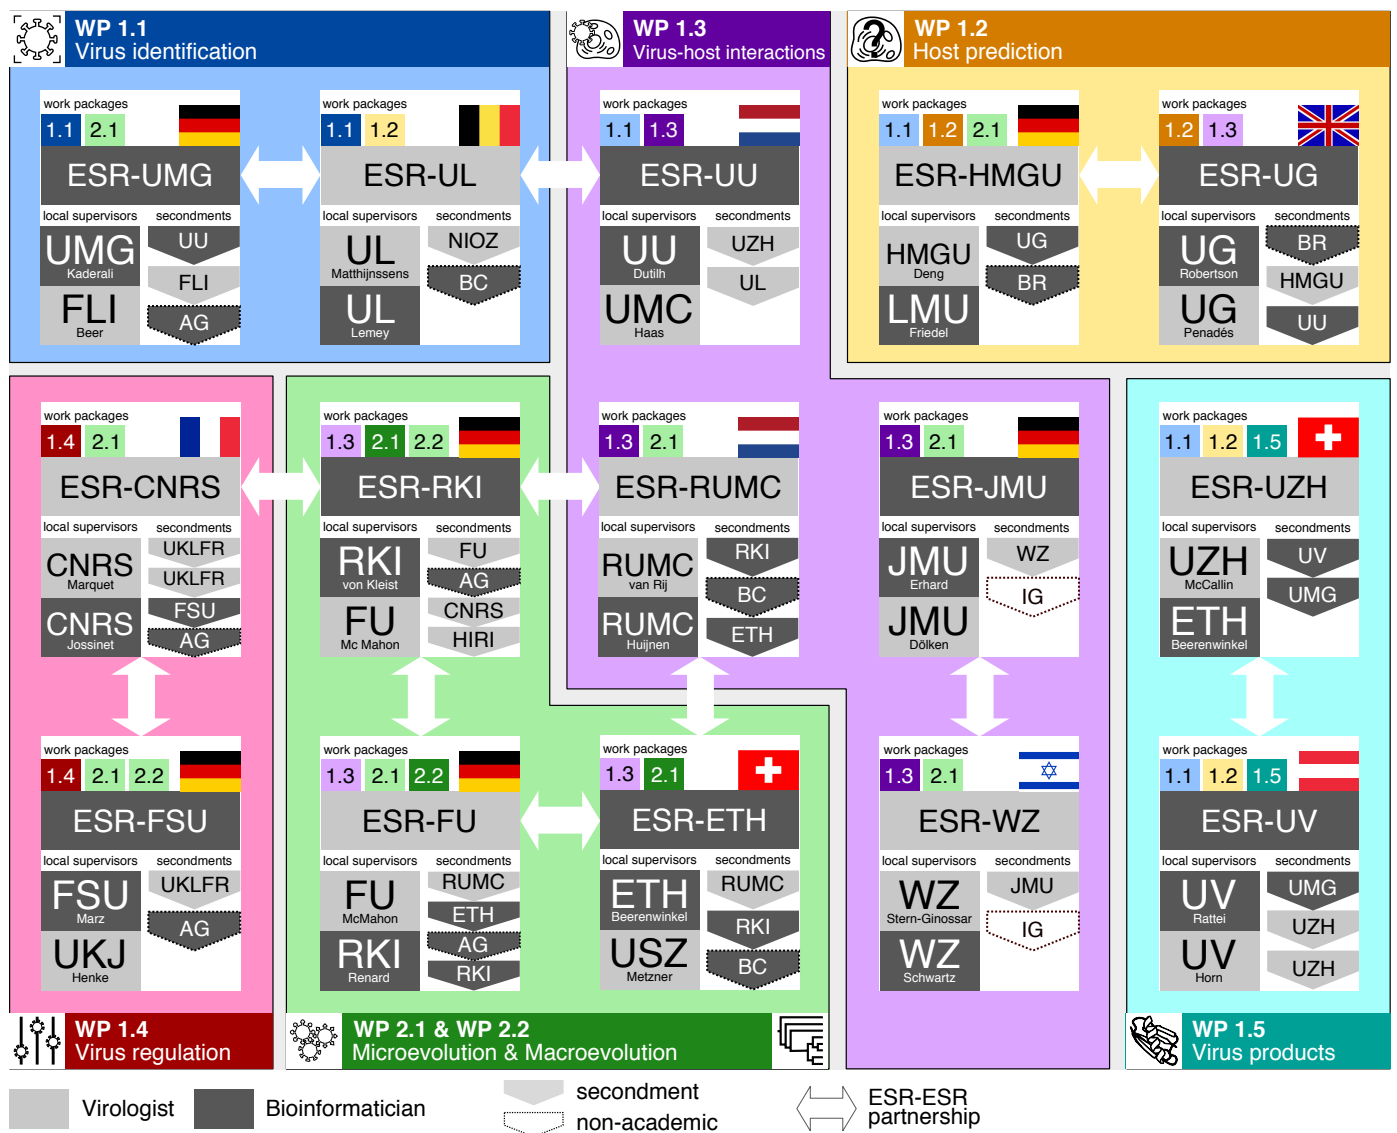 WP 1.1
Virus identification
WP 1.3
Virus-host interactions
WP 1.2
Host prediction
work packages
1.1 2.1
ESR-UMG
local supervisors secondments
UMG
Kaderali
FLI
Beer
UU
FLI
AG
work packages
1.1 1.2
ESR-UL
local supervisors secondments
UL
Matthijnssens
UL
Lemey
NIOZ
BC
work packages
1.1 1.3
ESR-UU
local supervisors secondments
UU
Dutilh
UMC
Haas
UZH
UL
work packages
1.1 1.2 2.1
ESR-HMGU
local supervisors secondments
HMGU
Deng
LMU
Friedel
UG
BR
work packages
1.2 1.3
ESR-UG
local supervisors secondments
UG
Robertson
UG
Penadés
BR
HMGU
UU
work packages
1.4 2.1
ESR-CNRS
local supervisors secondments
CNRS
Marquet
CNRS
Jossinet
UKLFR
UKLFR
FSU
AG
work packages
1.3 2.1 2.2
ESR-RKI
local supervisors secondments
RKI
von Kleist
FU
Mc Mahon
FU
AG
CNRS
HIRI
work packages
1.3 2.1
ESR-RUMC
local supervisors secondments
RUMC
van Rij
RUMC
Huijnen
RKI
BC
ETH
work packages
1.3 2.1
ESR-JMU
local supervisors secondments
JMU
Erhard
JMU
Dölken
WZ
IG
work packages
1.1 1.2 1.5
ESR-UZH
local supervisors secondments
UZH
McCallin
ETH
Beerenwinkel
UV
UMG
work packages
1.4 2.1 2.2
ESR-FSU
local supervisors secondments
FSU
Marz
UKJ
Henke
UKLFR
AG
work packages
1.3 2.1 2.2
ESR-FU
local supervisors secondments
FU
McMahon
RKI
Renard
RUMC
ETH
AG
RKI
work packages
1.3 2.1
ESR-ETH
local supervisors secondments
ETH
Beerenwinkel
USZ
Metzner
RUMC
RKI
BC
work packages
1.3 2.1
ESR-WZ
local supervisors secondments
WZ
Stern-Ginossar
WZ
Schwartz
JMU
IG
work packages
1.1 1.2 1.5
ESR-UV
local supervisors secondments
UV
Rattei
UV
Horn
UMG
UZH
UZH
WP 1.4
Virus regulation
WP 2.1 & WP 2.2
Microevolution & Macroevolution
WP 1.5
Virus products
Virologist
Bioinformatician
secondment
non-academic
ESR-ESR
partnership